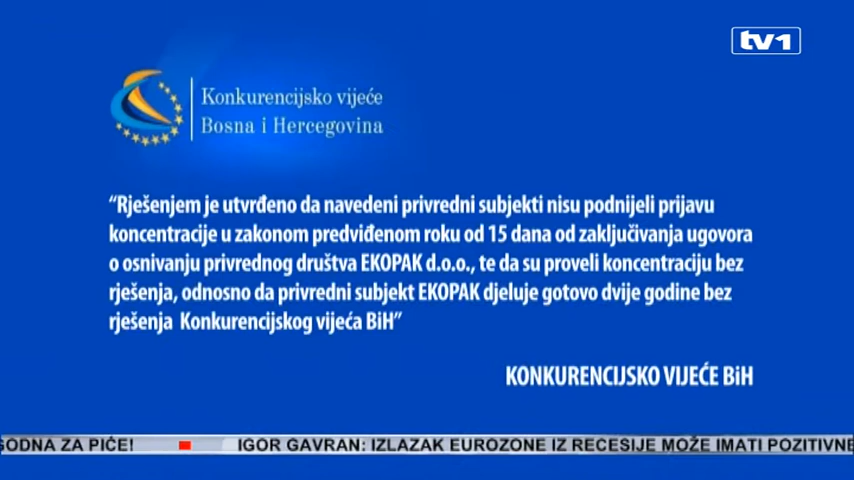 tv1
Konkurencijsko vijeće
Bosna i Hercegovina
“Rješenjem je utvrđeno da navedeni privredni subjekti nisu podnijeli prijavu
koncentracije u zakonom predviđenom roku od 15 dana od zaključivanja ugovora
o osnivanju privrednog društva EKOPAK d.o.o., te da su proveli koncentraciju bez
rješenja, odnosno da privredni subjekt EKOPAK djeluje gotovo dvije godine bez
rješenja Konkurencijskog vijeća BiH”
KONKURENCIJSKO VIJEĆE BiH
GODNA ZA PIĆE! IGOR GAVRAN: IZLAZAK EUROZONE IZ RECESIJE MOŽE IMATI POZITIVNE